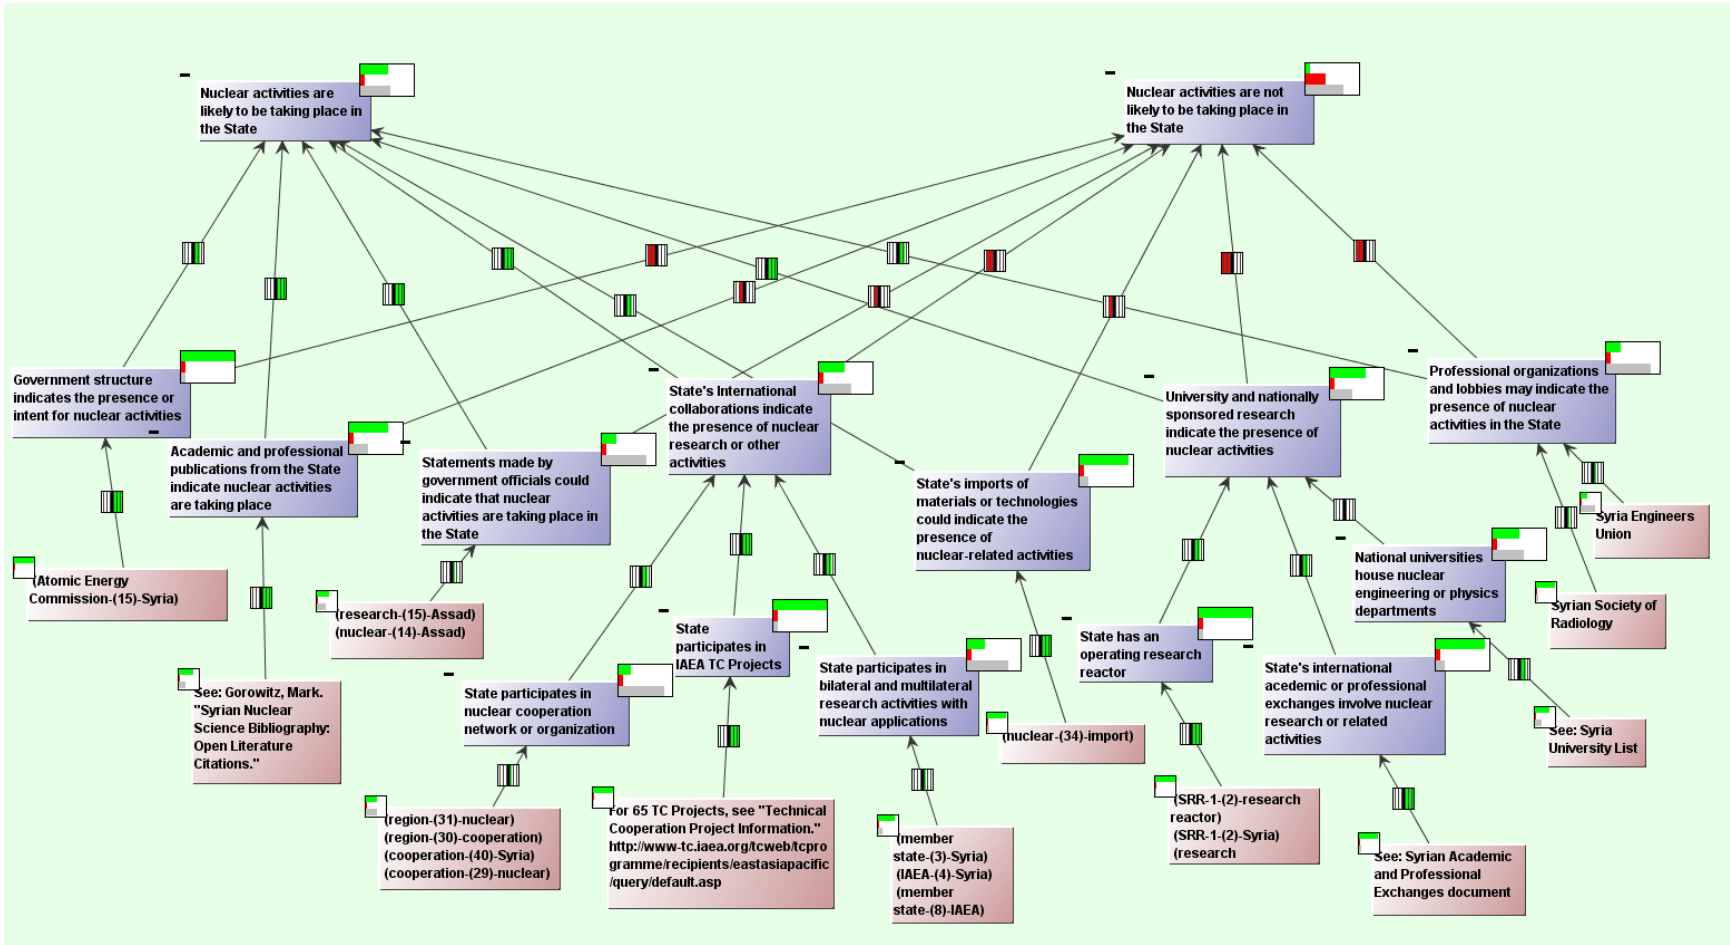 Nuclear activities are
likely to be taking place in
the State
Nuclear activities are not
likely to be taking place in
the State
Government structure
indicates the presence or
intent for nuclear activities
Academic and professional
publications from the State
indicate nuclear activities
are taking place
Statements made by
government officials could
indicate that nuclear
activities are taking place in
the State
State's International
collaborations indicate
the presence of nuclear
research or other
activities
State's imports of
materials or technologies
could indicate the
presence of
nuclear-related activities
University and nationally
sponsored research
indicate the presence of
nuclear activities
Professional organizations
and lobbies may indicate the
presence of nuclear
activities in the State
(Atomic Energy
Commission-(15)-Syria)
(research-(15)-Assad)
(nuclear-(14)-Assad)
State
participates in
IAEA TC Projects
State participates in
nuclear cooperation
network or organization
State participates in
bilateral and multilateral
research activities with
nuclear applications
State has an
operating research
reactor
National universities
house nuclear
engineering or physics
departments
Syria Engineers
Union
Syrian Society of
Radiology
State's international
acedemic or professional
exchanges involve nuclear
research or related
activities
See: Gorowitz, Mark.
"Syrian Nuclear
Science Bibliography:
Open Literature
Citations."
(nuclear-(34)-import)
See: Syria
University List
(region-(31)-nuclear)
(region-(30)-cooperation)
(cooperation-(40)-Syria)
(cooperation-(29)-nuclear)
For 65 TC Projects, see "Technical
Cooperation Project Information."
http://www-tc.iaea.org/tcweb/tcpro
gramme/recipients/eastasiapacific
/query/default.asp
(member
state-(3)-Syria)
(IAEA-(4)-Syria)
(member
state-(8)-IAEA)
(SRR-1-(2)-research
reactor)
(SRR-1-(2)-Syria)
(research
See: Syrian Academic
and Professional
Exchanges document